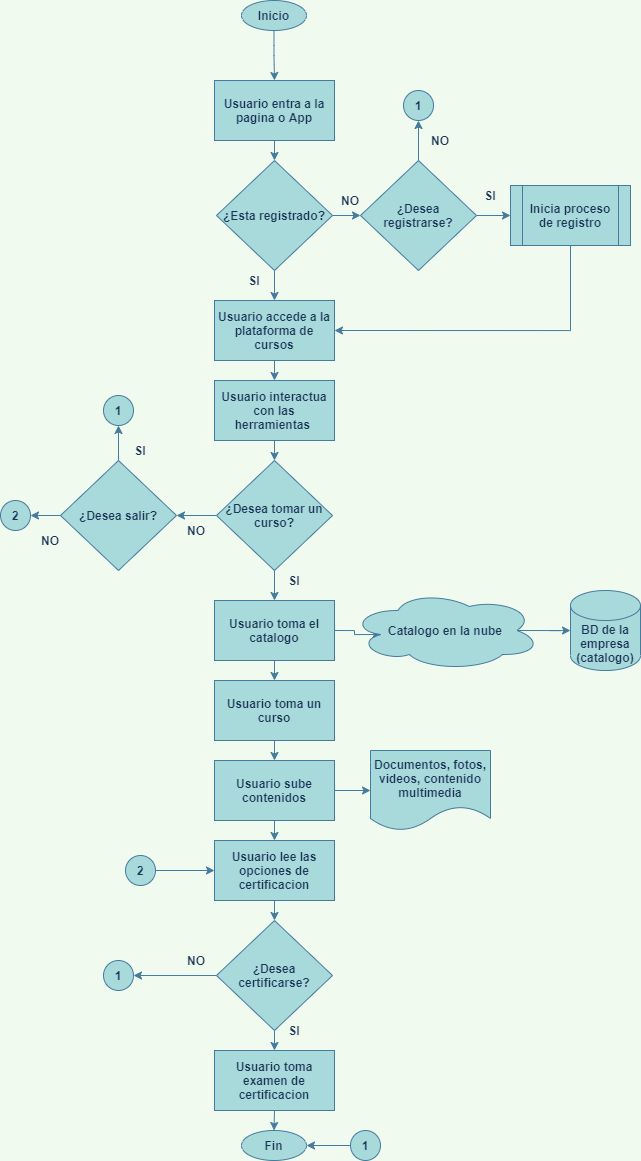 Inicio
Usuario entra a la
pagina o App
1
NO
¿Esta registrado?
NO
¿Desea
registrarse?
SI
Inicia proceso
de registro
SI
Usuario accede a la
plataforma de
cursos
Usuario interactua
con las
herramientas
1
SI
¿Desea tomar un
curso?
NO
¿Desea salir?
NO
2
SI
Usuario toma el
catalogo
Catalogo en la nube
BD de la
empresa
(catalogo)
Usuario toma un
curso
Usuario sube
contenidos
Documentos, fotos,
videos, contenido
multimedia
2
Usuario lee las
opciones de
certificacion
¿Desea
certificarse?
NO
1
SI
Usuario toma
examen de
certificacion
Fin
1